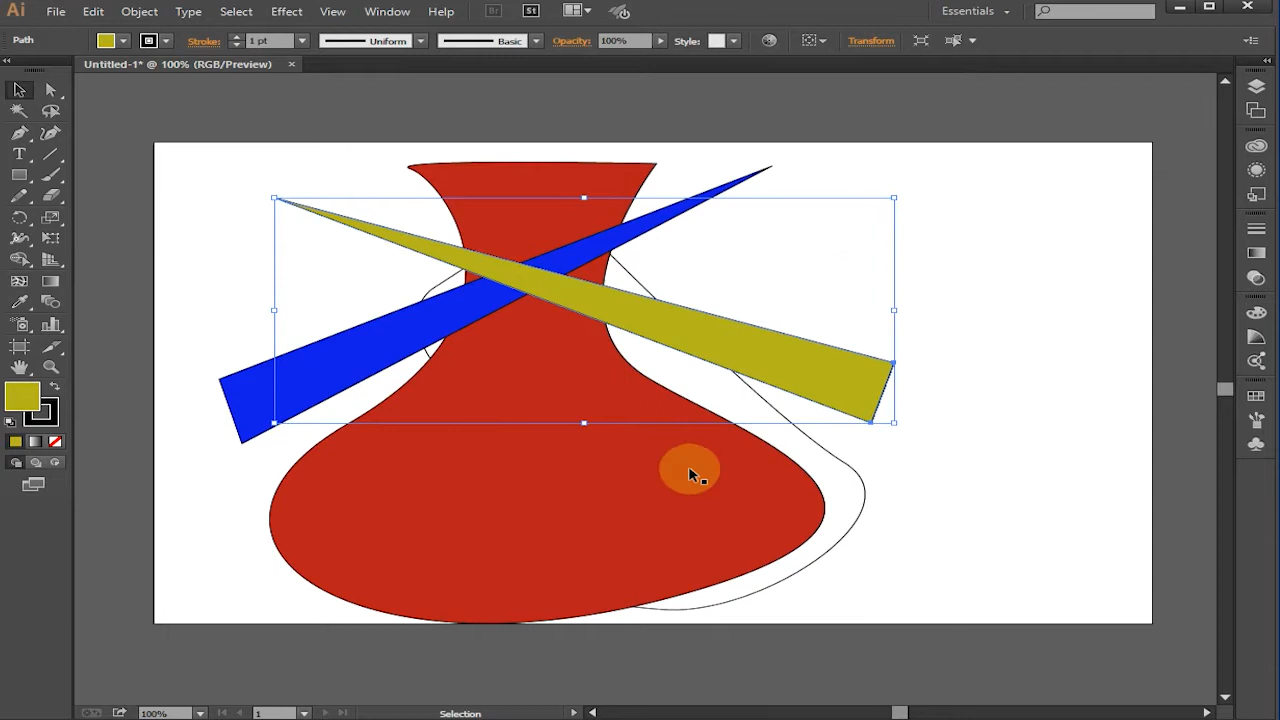 Ai File Edit Object Type Select Effect View Window Help Br St Essentials
Path Stroke: 1 pt Uniform Basic Opacity: 100% Style: Transform
Untitled-1* @ 100% (RGB/Preview) ×
T
100% 1 Selection